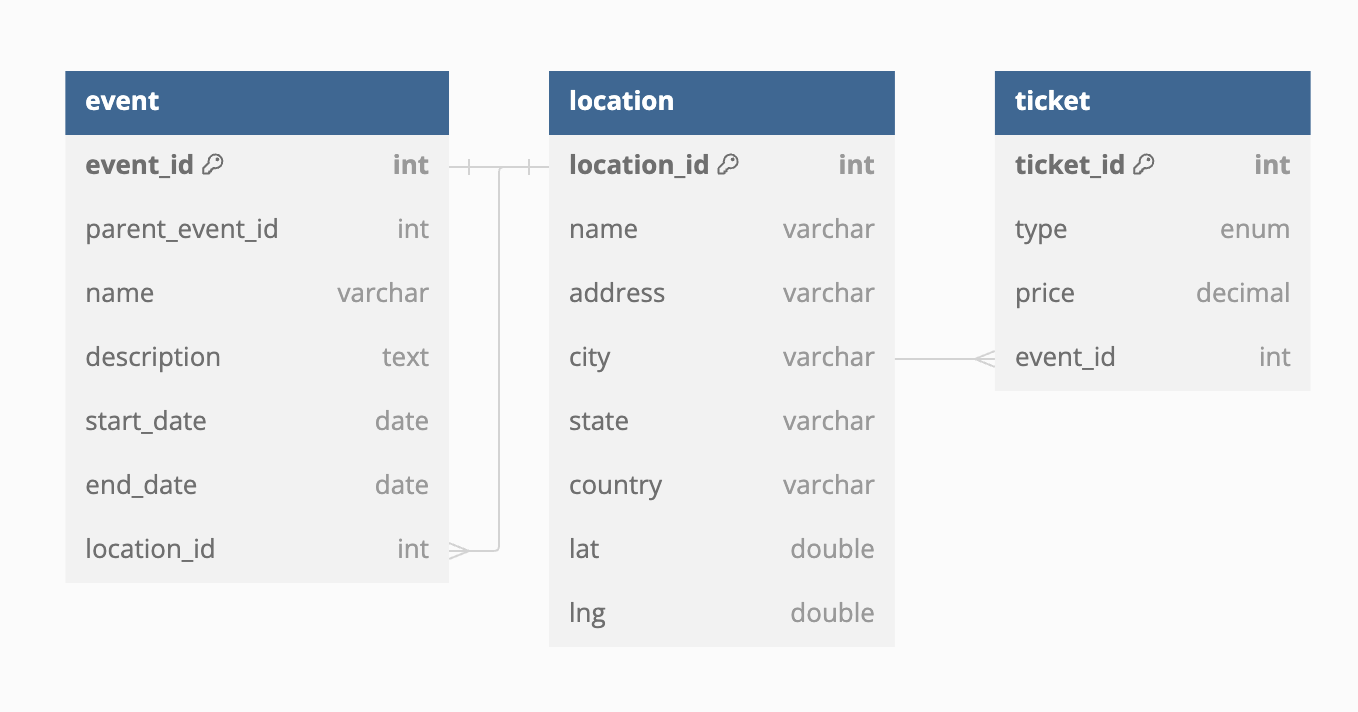 event
event_id int
parent_event_id int
name varchar
description text
start_date date
end_date date
location_id int
location
location_id int
name varchar
address varchar
city varchar
state varchar
country varchar
lat double
lng double
ticket
ticket_id int
type enum
price decimal
event_id int